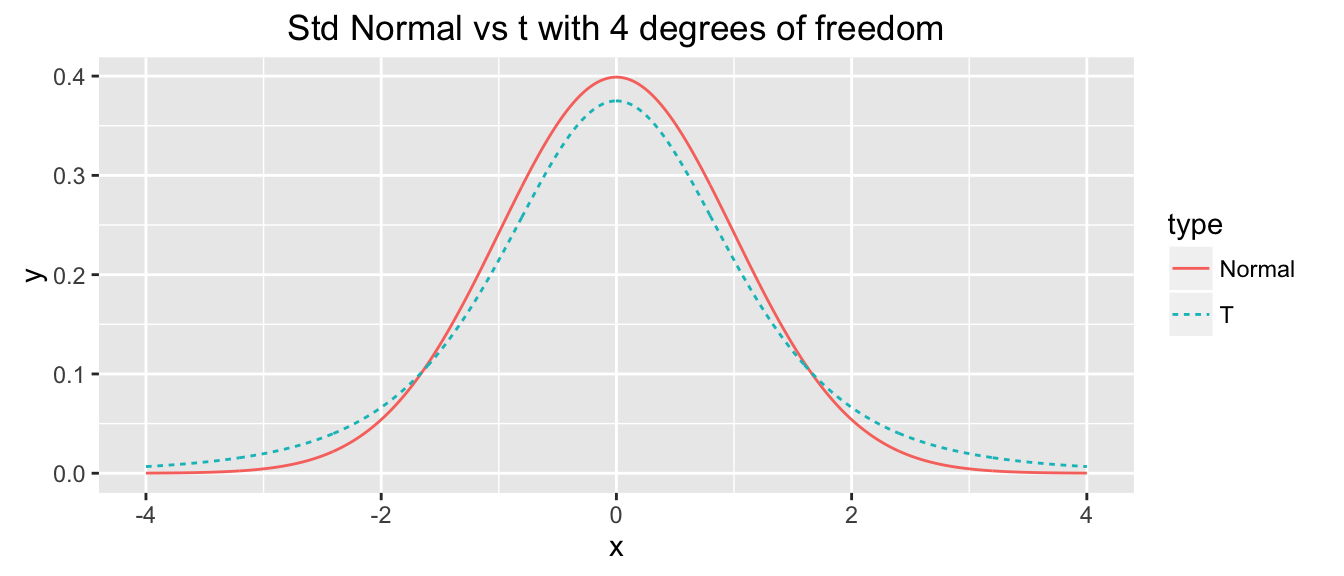 Std Normal vs t with 4 degrees of freedom
0.4
0.3
0.2
0.1
0.0
y
-4 -2 0 2 4
x
type
Normal
T